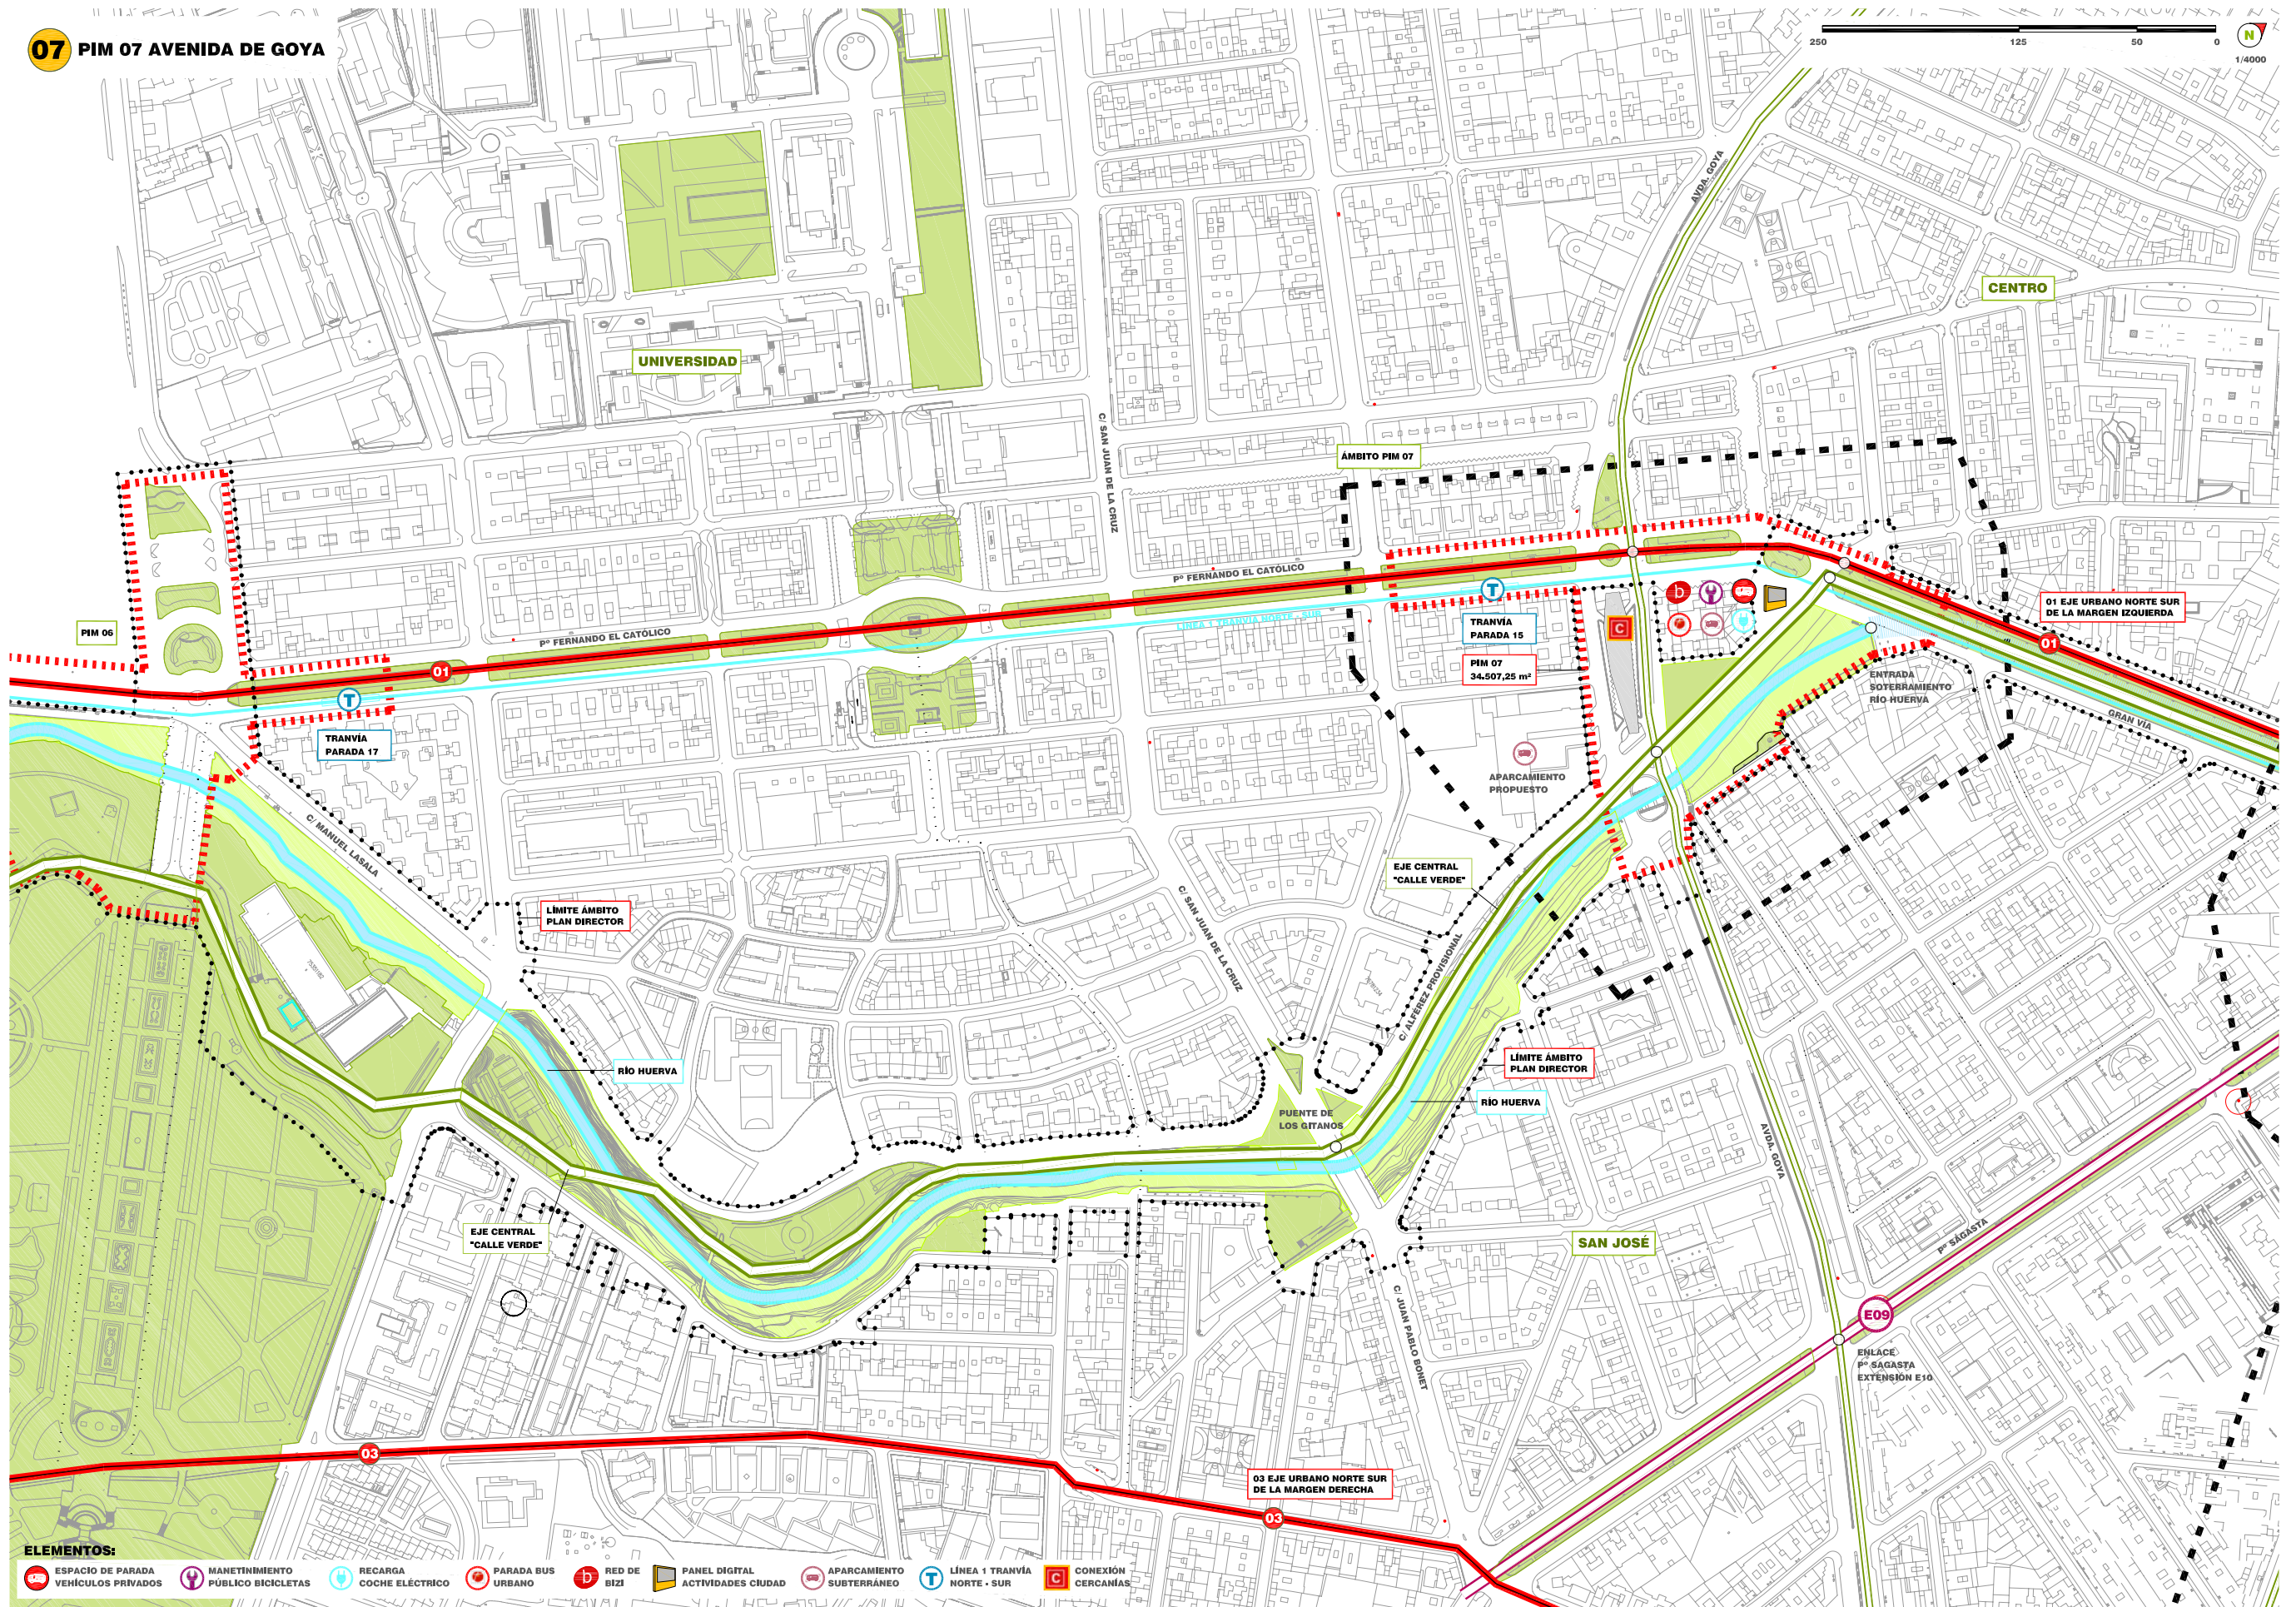 07 PIM 07 AVENIDA DE GOYA
250 125 50 0
N
1/4000
AVDA. GOYA
CENTRO
UNIVERSIDAD
C/ SAN JUAN DE LA CRUZ
ÁMBITO PIM 07
Pº FERNANDO EL CATÓLICO
LINEA 1 TRANVIA NORTE - SUR
T
b
C
TRANVÍA
PARADA 15
01 EJE URBANO NORTE SUR
DE LA MARGEN IZQUIERDA
01
PIM 06
Pº FERNANDO EL CATÓLICO
01
PIM 07
34.507,25 m²
ENTRADA
SOTERRAMIENTO
RÍO HUERVA
GRAN VÍA
T
TRANVÍA
PARADA 17
APARCAMIENTO
PROPUESTO
C/ MANUEL LASALA
EJE CENTRAL
"CALLE VERDE"
LÍMITE ÁMBITO
PLAN DIRECTOR
C/ SAN JUAN DE LA CRUZ
C/ ALFEREZ PROVISIONAL
RÍO HUERVA
LÍMITE ÁMBITO
PLAN DIRECTOR
RÍO HUERVA
PUENTE DE
LOS GITANOS
AVDA. GOYA
EJE CENTRAL
"CALLE VERDE"
SAN JOSÉ
Pº SAGASTA
E09
C/ JUAN PABLO BONET
ENLACE
Pº SAGASTA
EXTENSIÓN E10
03
03 EJE URBANO NORTE SUR
DE LA MARGEN DERECHA
03
ELEMENTOS:
ESPACIO DE PARADA
VEHÍCULOS PRIVADOS
MANETINIMIENTO
PÚBLICO BICICLETAS
RECARGA
COCHE ELÉCTRICO
PARADA BUS
URBANO
b
RED DE
BIZI
PANEL DIGITAL
ACTIVIDADES CIUDAD
APARCAMIENTO
SUBTERRÁNEO
T
LÍNEA 1 TRANVÍA
NORTE - SUR
C
CONEXIÓN
CERCANÍAS